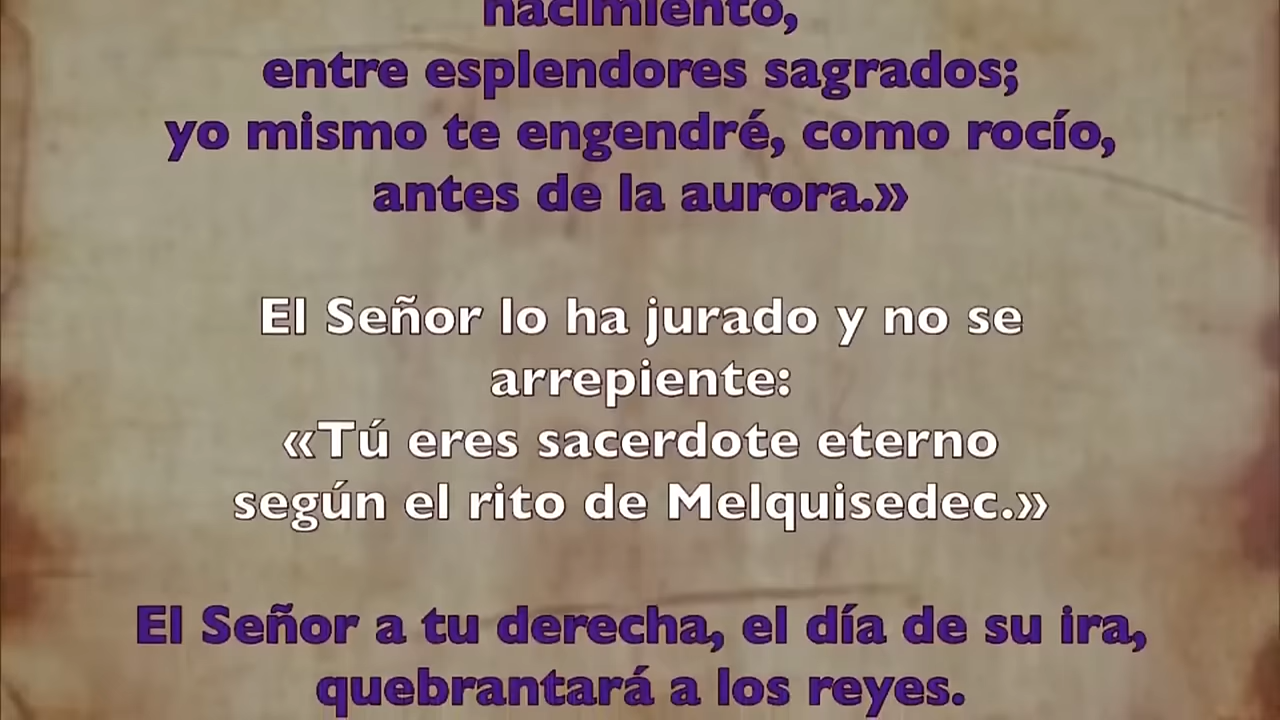 nacimiento,
entre esplendores sagrados;
yo mismo te engendré, como rocío,
antes de la aurora.»
El Señor lo ha jurado y no se
arrepiente:
«Tú eres sacerdote eterno
según el rito de Melquisedec.»
El Señor a tu derecha, el día de su ira,
quebrantará a los reyes.